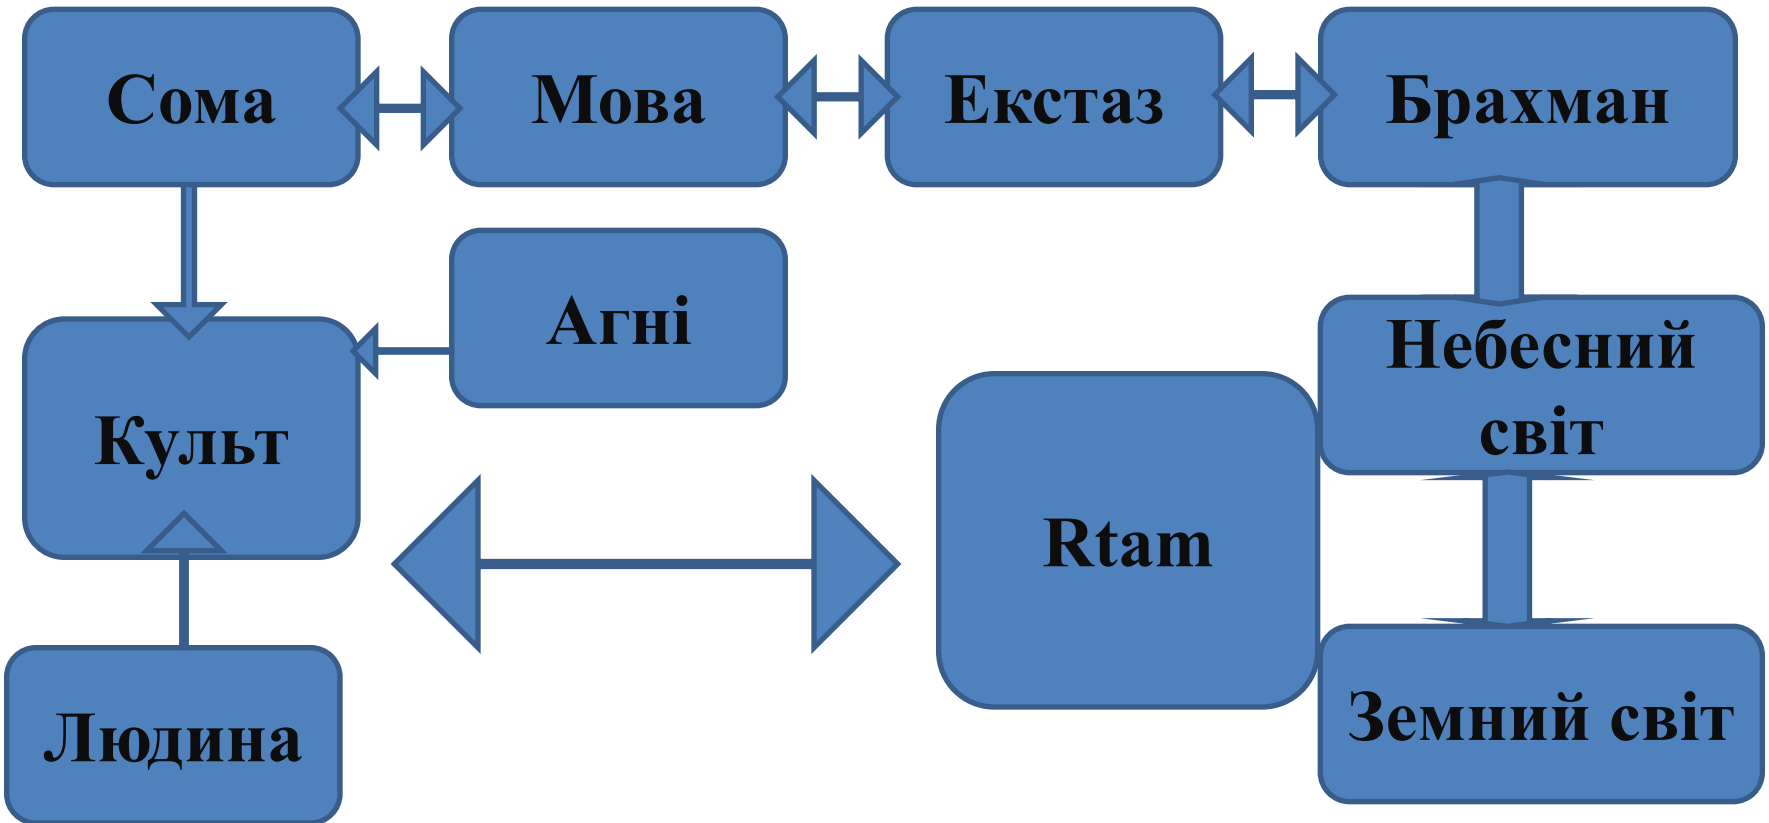 Сома
Мова
Екстаз
Брахман
Агні
Небесний
світ
Культ
Rtam
Людина
Земний світ